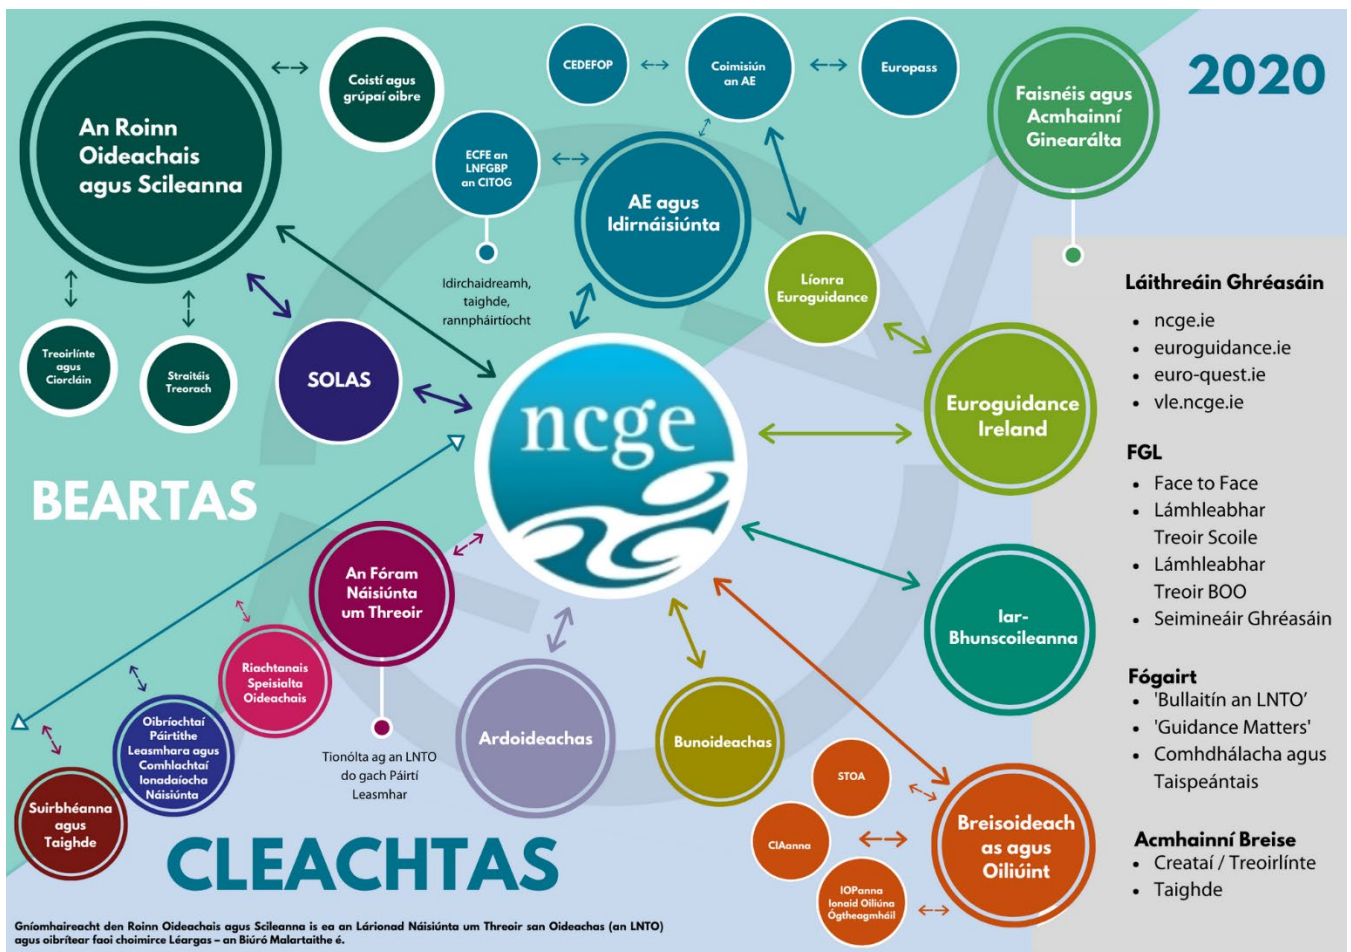 2020
An Roinn
Oideachais
agus Scileanna
Coistí agus
grúpaí oibre
CEDEFOP
Coimisiún
an AE
Europass
Faisnéis agus
Acmhainní
Ginearálta
ECFE an
LNFGBP
an CITOG
AE agus
Idirnáisiúnta
Idirchaidreamh,
taighde,
rannpháirtíocht
Líonra
Euroguidance
Treoirlínte
agus
Ciorcláin
Straitéis
Treorach
SOLAS
ncge
Euroguidance
Ireland
BEARTAS
An Fóram
Náisiúnta
um Threoir
Iar-
Bhunscoileanna
Riachtanais
Speisialta
Oideachais
Oibríochtaí
Páirtithe
Leasmhara agus
Comhlachtaí
Ionadaíocha
Náisiúnta
Suirbhéanna
agus
Taighde
Tionólta ag an LNTO
do gach Páirtí
Leasmhar
Ardoideachas
Bunoideachas
STOA
CIAanna
IOPanna
Ionaid Oiliúna
Ógtheagmháil
Breisoideach
as agus
Oiliúint
CLEACHTAS
Láithreáin Ghréasáin
• ncge.ie
• euroguidance.ie
• euro-quest.ie
• vle.ncge.ie
FGL
• Face to Face
• Lámhleabhar
Treoir Scoile
• Lámhleabhar
Treoir BOO
• Seimineáir Ghréasáin
Fógairt
• 'Bullaitín an LNTO’
• 'Guidance Matters'
• Comhdhálacha agus
Taispeántais
Acmhainní Breise
• Creataí / Treoirlínte
• Taighde
Gníomhaireacht den Roinn Oideachais agus Scileanna is ea an Lárionad Náisiúnta um Threoir san Oideachas (an LNTO)
agus oibrítear faoi choimirce Léargas – an Biúró Malartaithe é.